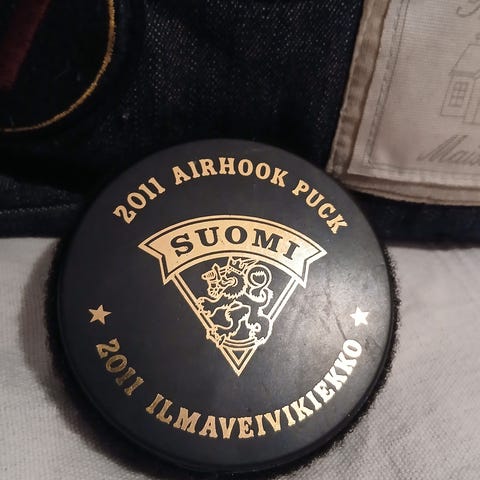 2011 AIRHOOK PUCK
SUOMI
2011 ILMAVEIVIKIEKKO